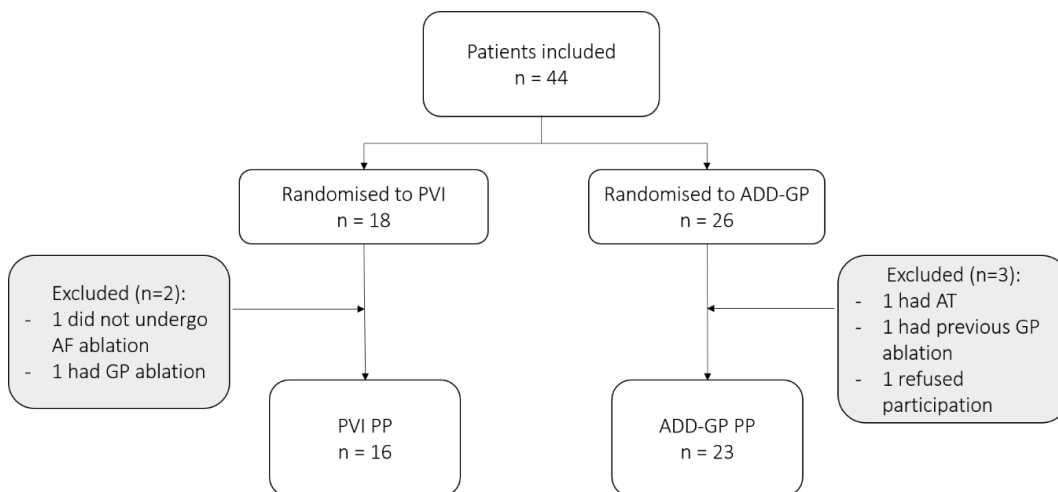 Patients included
n = 44
Randomised to PVI
n = 18
Randomised to ADD-GP
n = 26
Excluded (n=2):
- 1 did not undergo
AF ablation
- 1 had GP ablation
Excluded (n=3):
- 1 had AT
- 1 had previous GP
ablation
- 1 refused
participation
PVI PP
n = 16
ADD-GP PP
n = 23